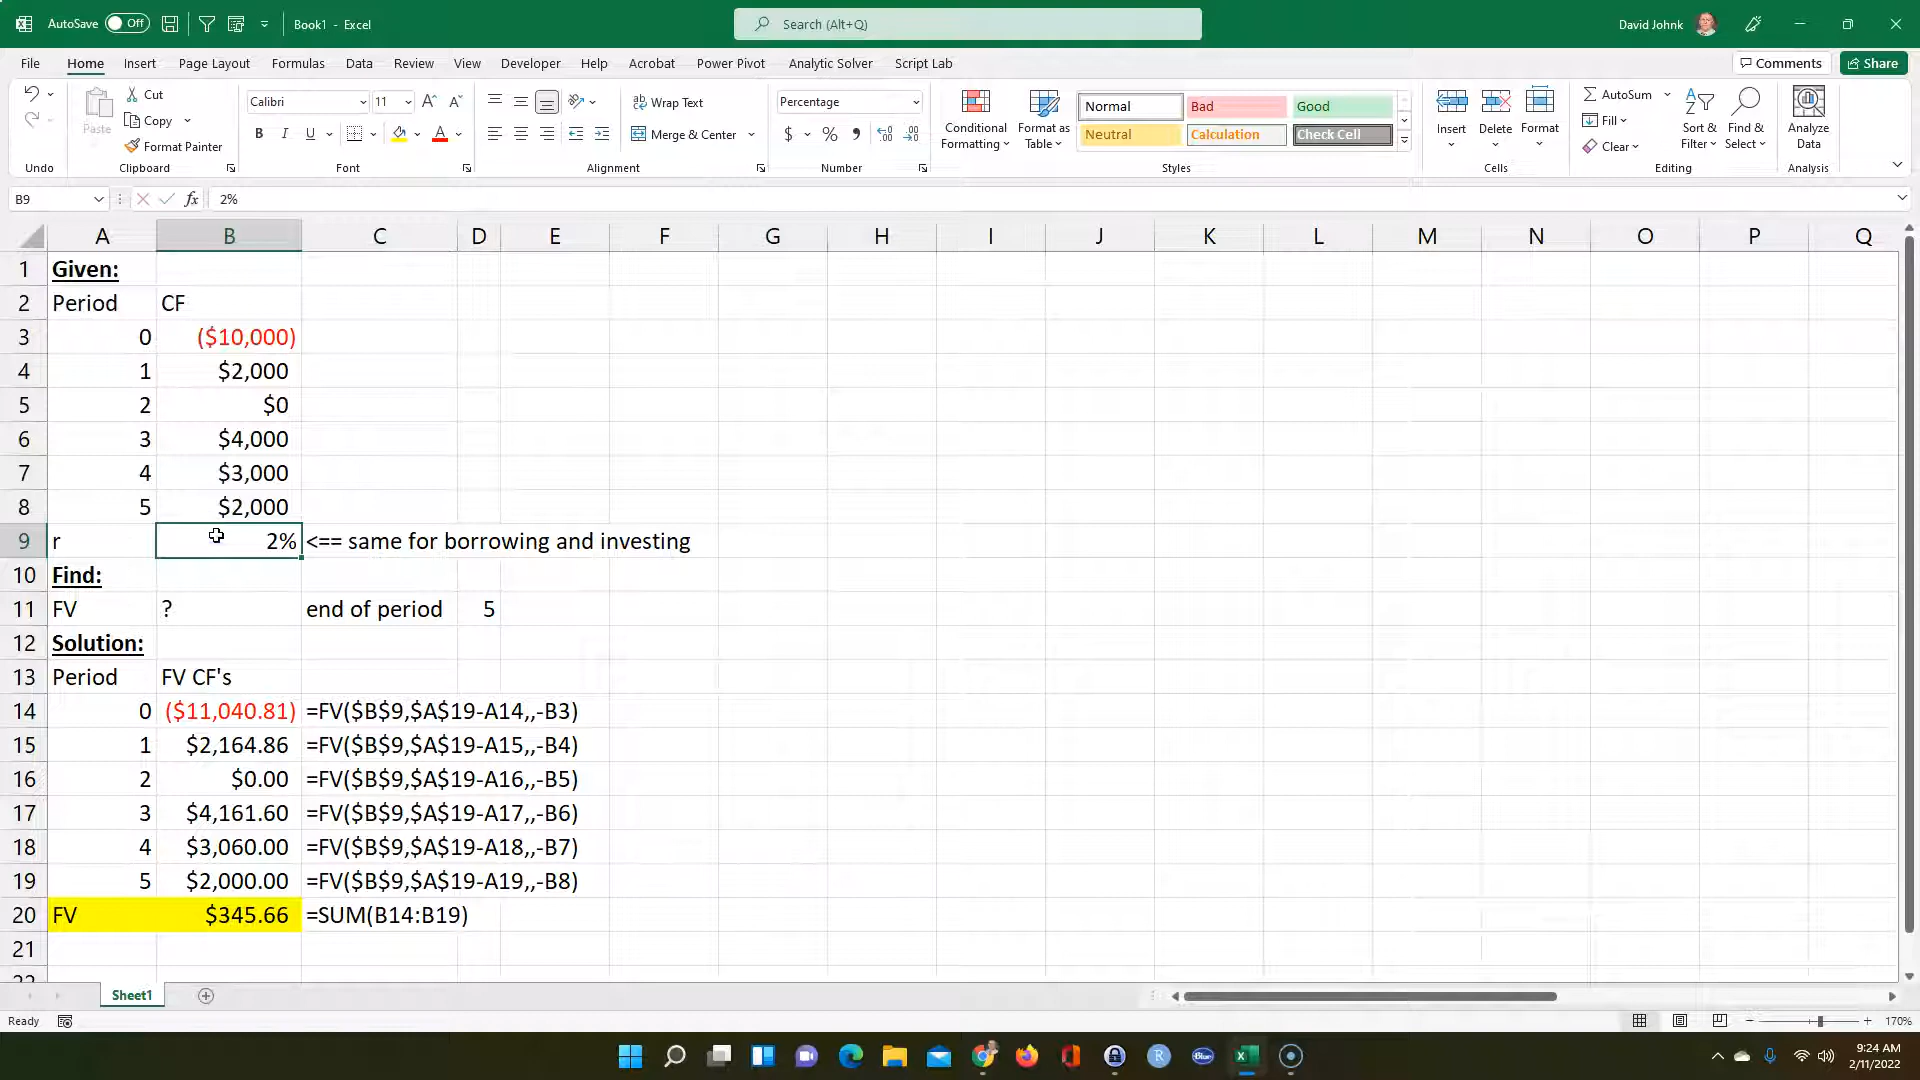 AutoSave Off Book1 - Excel Search (Alt+Q) David Johnk
File Home Insert Page Layout Formulas Data Review View Developer Help Acrobat Power Pivot Analytic Solver Script Lab Comments Share
Paste Cut Copy Format Painter
Calibri 11 B I U
Wrap Text Merge & Center
Percentage $ % ,
Conditional Formatting Format as Table
Normal Bad Good
Neutral Calculation Check Cell
Insert Delete Format
AutoSum Fill Clear
Sort & Filter Find & Select Analyze Data
Undo Clipboard Font Alignment Number Styles Cells Editing Analysis
B9 fx 2%
A B C D E F G H I J K L M N O P Q
1 Given:
2 Period CF
3 0 ($10,000)
4 1 $2,000
5 2 $0
6 3 $4,000
7 4 $3,000
8 5 $2,000
9 r 2% <== same for borrowing and investing
10 Find:
11 FV ? end of period 5
12 Solution:
13 Period FV CF's
14 0 ($11,040.81) =FV($B$9,$A$19-A14,,-B3)
15 1 $2,164.86 =FV($B$9,$A$19-A15,,-B4)
16 2 $0.00 =FV($B$9,$A$19-A16,,-B5)
17 3 $4,161.60 =FV($B$9,$A$19-A17,,-B6)
18 4 $3,060.00 =FV($B$9,$A$19-A18,,-B7)
19 5 $2,000.00 =FV($B$9,$A$19-A19,,-B8)
20 FV $345.66 =SUM(B14:B19)
21
22
Sheet1
Ready 170%
9:24 AM
2/11/2022